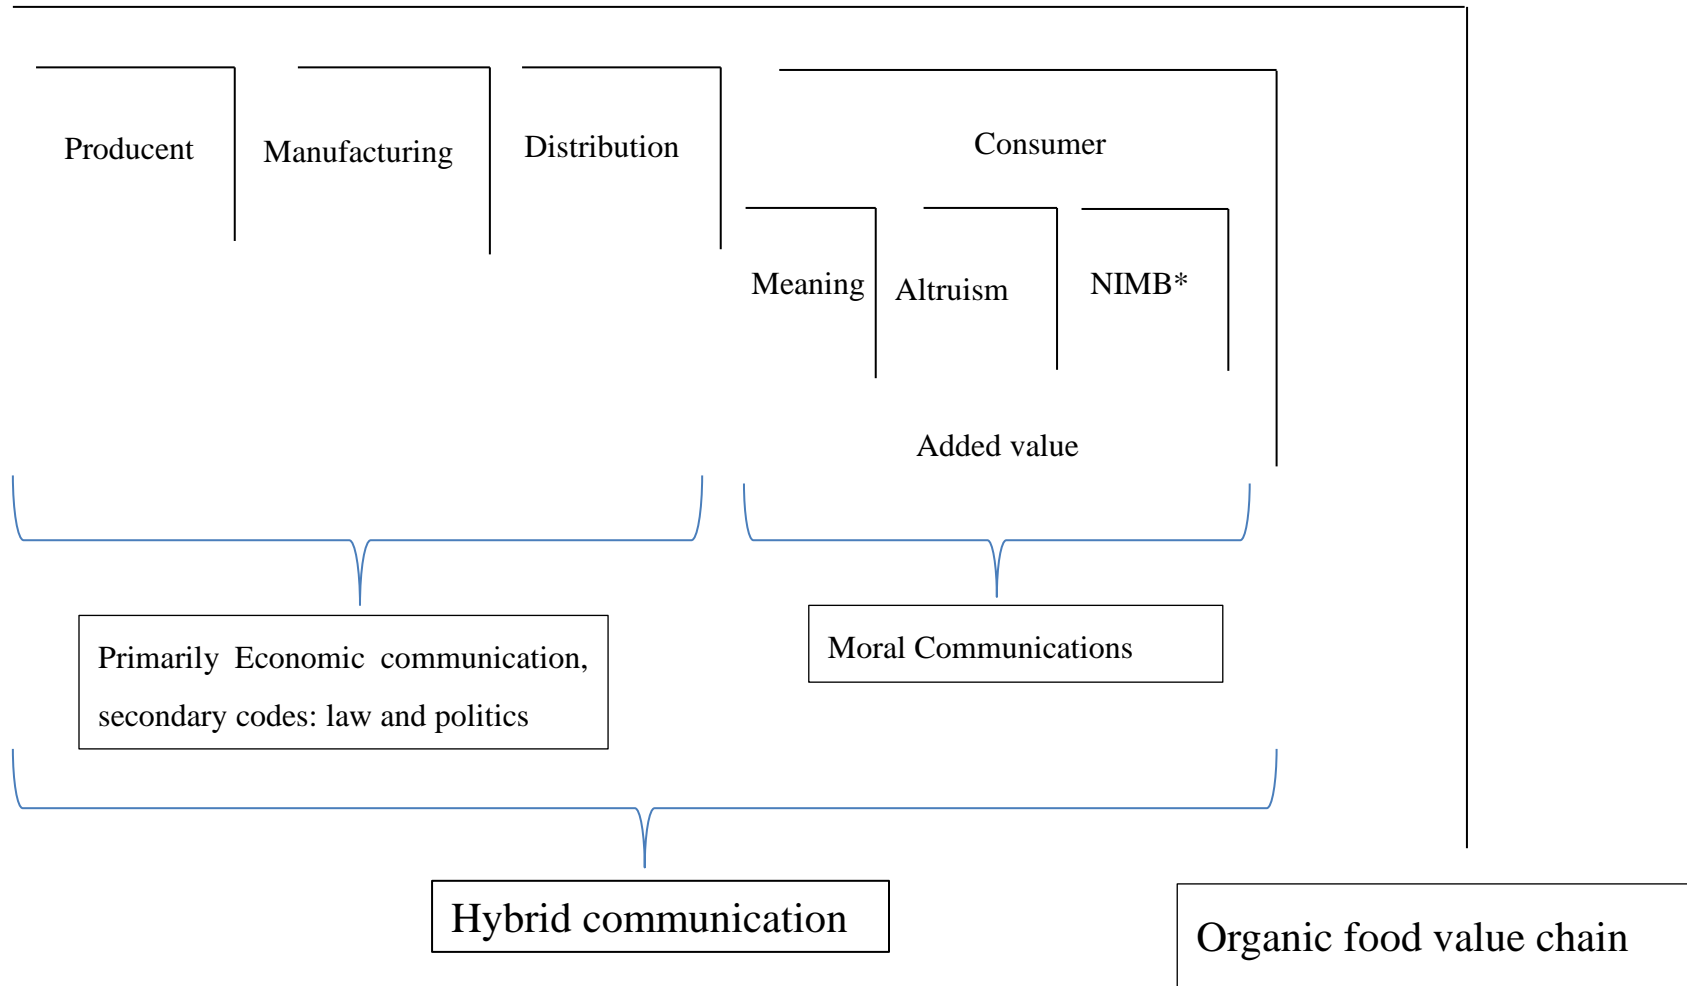 Producent
Manufacturing
Distribution
Consumer
Meaning
Altruism
NIMB*
Added value
Primarily Economic communication,
secondary codes: law and politics
Moral Communications
Hybrid communication
Organic food value chain